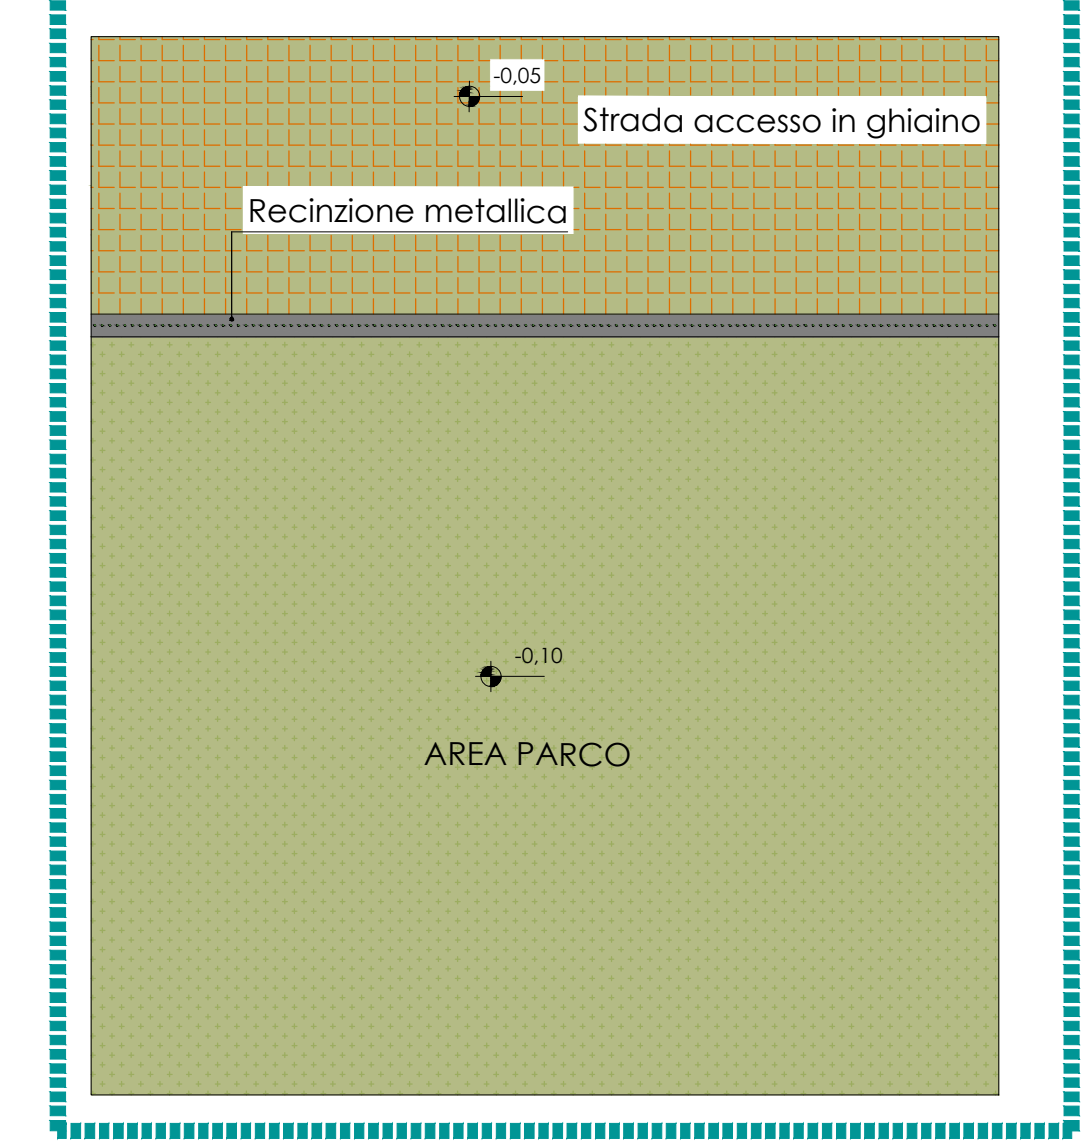 -0,05
Strada accesso in ghiaino
Recinzione metallica
-0,10
AREA PARCO